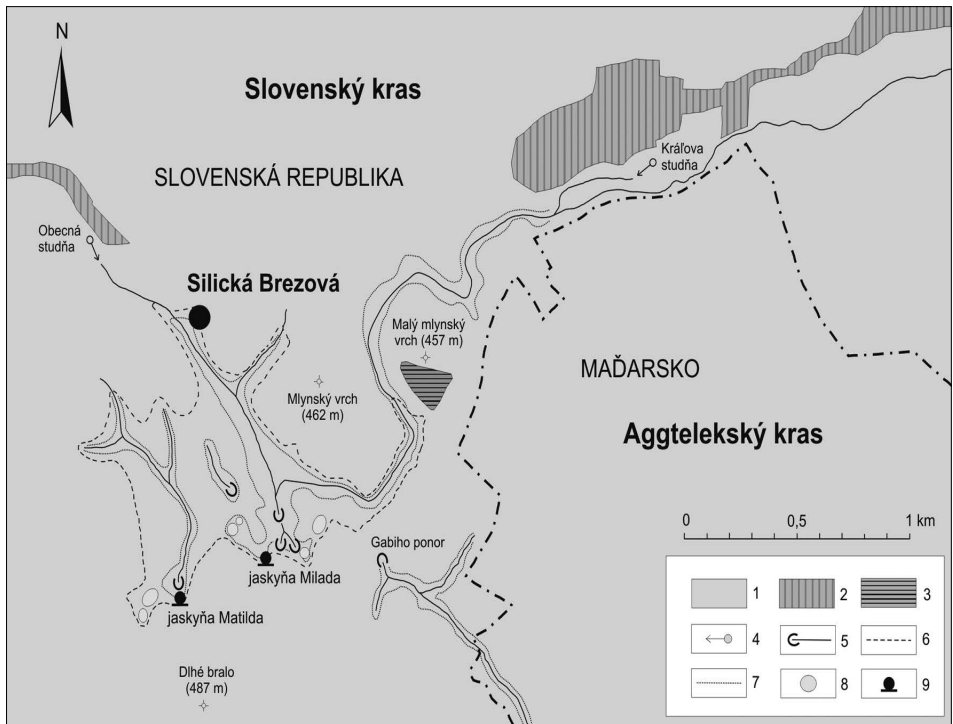 N
Slovenský kras
SLOVENSKÁ REPUBLIKA
Kráľova
studňa
Obecná
studňa
Silická Brezová
Malý mlynský
vrch (457 m)
Mlynský vrch
(462 m)
MAĎARSKO
Aggtelekský kras
0 0,5 1 km
Gabiho ponor
jaskyňa Milada
jaskyňa Matilda
Dlhé bralo
(487 m)
1 2 3
4 5 6
7 8 9